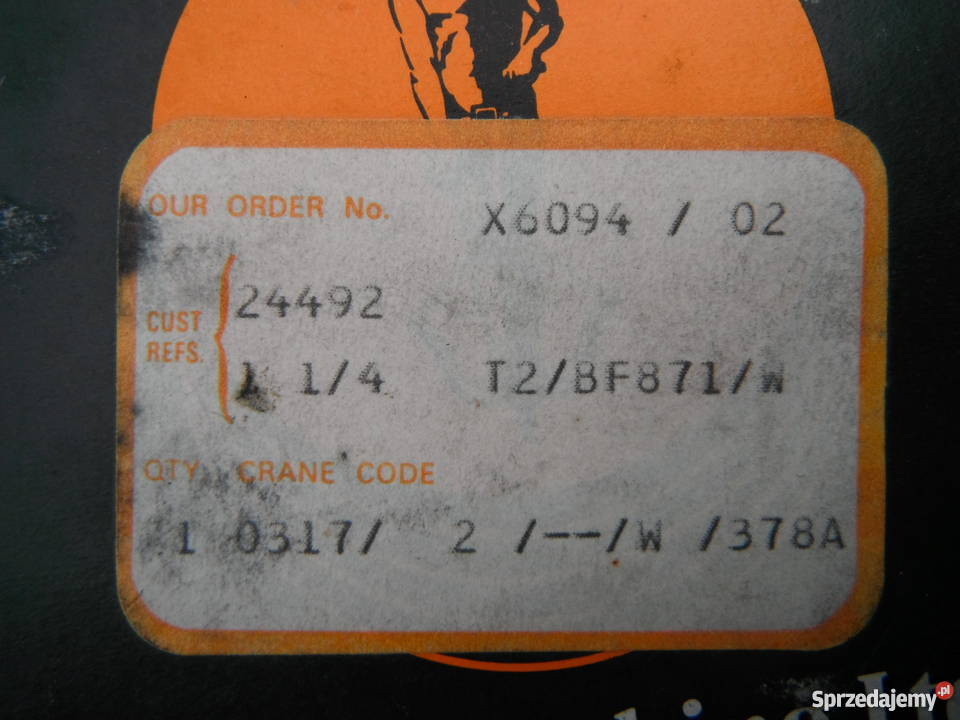 OUR ORDER No. X6094 / 02
CUST REFS. 24492
1 1/4 T2/BF871/W
QTY CRANE CODE
1 0317/ 2 /--/W /378A
Sprzedajemy.pl